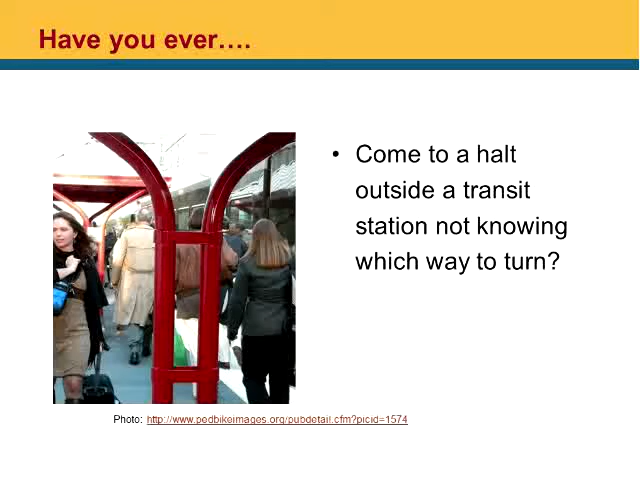 Have you ever….
• Come to a halt
outside a transit
station not knowing
which way to turn?
Photo: http://www.pedbikeimages.org/pubdetail.cfm?picid=1574